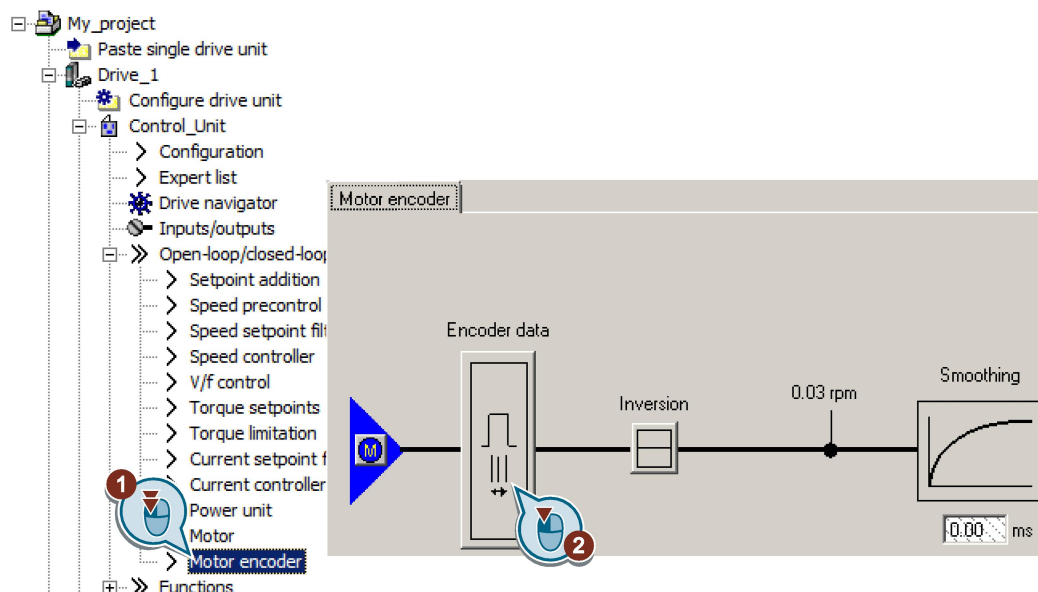 My_project
Paste single drive unit
Drive_1
Configure drive unit
Control_Unit
Configuration
Expert list
Drive navigator
Inputs/outputs
Open-loop/closed-loop
Setpoint addition
Speed precontrol
Speed setpoint filt
Speed controller
V/f control
Torque setpoints
Torque limitation
Current setpoint f
Current controller
Power unit
Motor
Motor encoder
Functions
1
Motor encoder
Encoder data
Inversion
0.03 rpm
Smoothing
M
0.00 ms
2